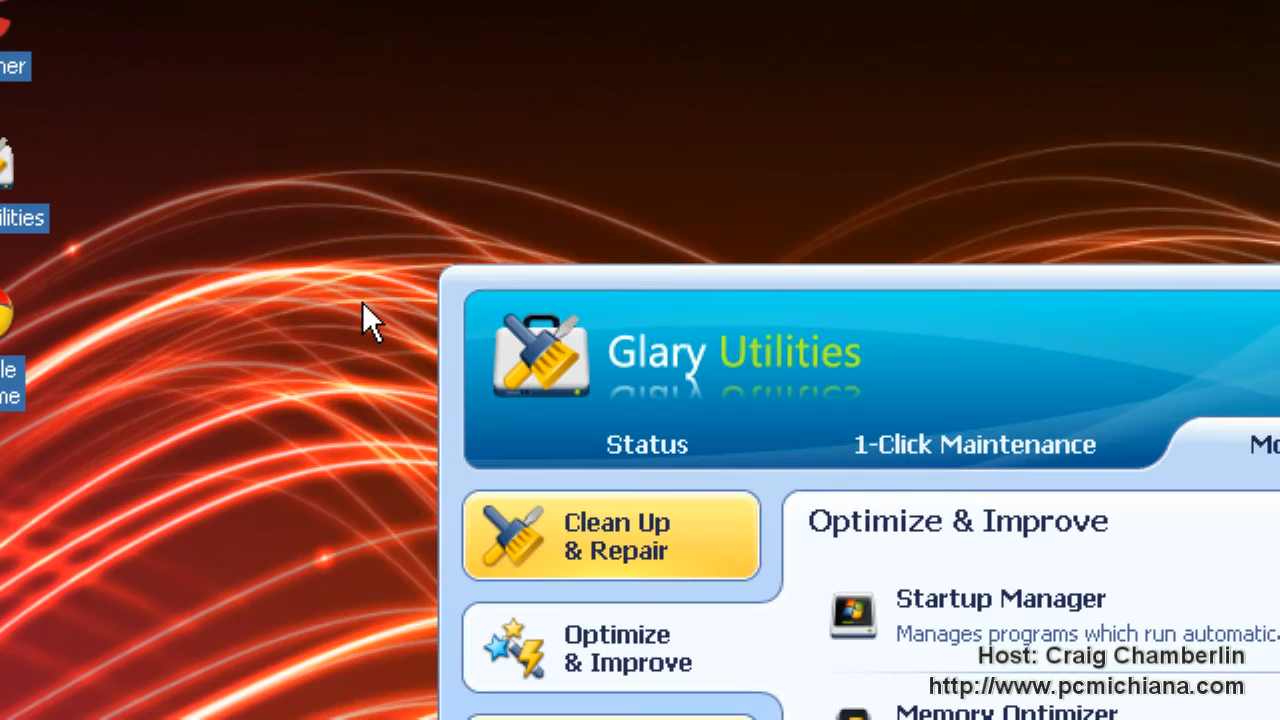 ner
ilities
le
me
Glary Utilities
Status
1-Click Maintenance
Mo
Clean Up
& Repair
Optimize & Improve
Startup Manager
Manages programs which run automatic
Optimize
& Improve
Host: Craig Chamberlin
http://www.pcmichiana.com
Memory Optimizer